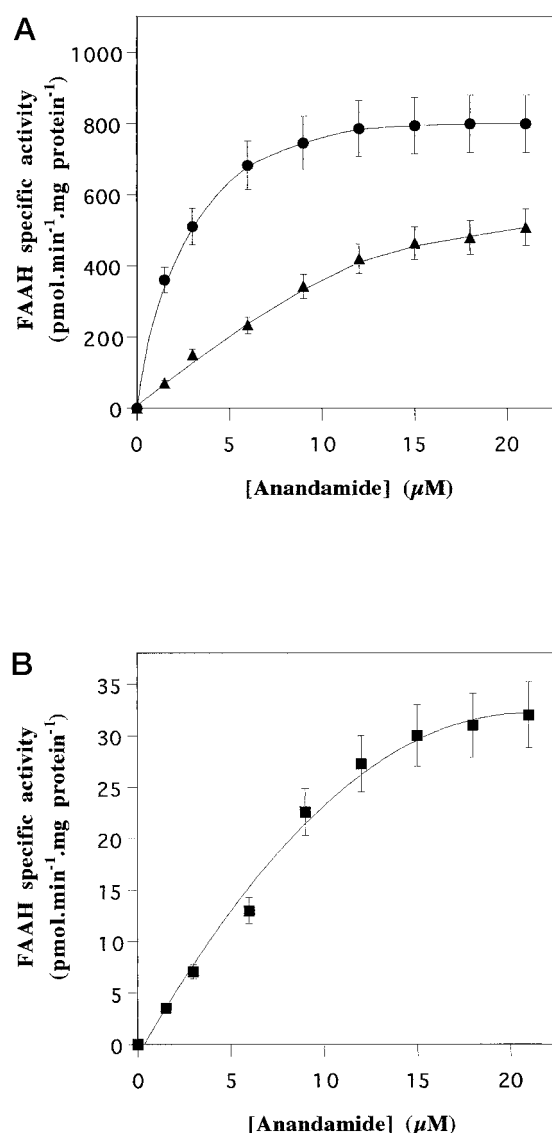 A
FAAH specific activity
(pmol.min⁻¹.mg protein⁻¹)
1000
800
600
400
200
0
0 5 10 15 20
[Anandamide] (µM)
B
FAAH specific activity
(pmol.min⁻¹.mg protein⁻¹)
35
30
25
20
15
10
5
0
0 5 10 15 20
[Anandamide] (µM)